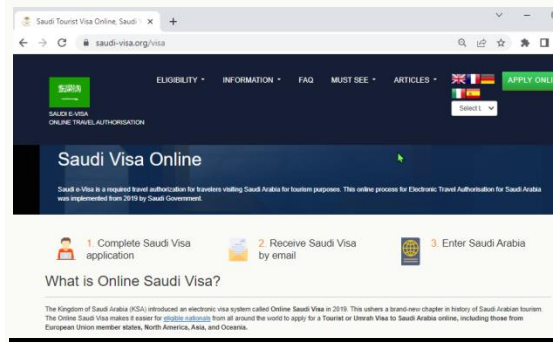 Saudi Tourist Visa Online, Saudi
saudi-visa.org/visa
ELIGIBILITY INFORMATION FAQ MUST SEE ARTICLES APPLY ONLI
Select L
SAUDI E-VISA
ONLINE TRAVEL AUTHORISATION
Saudi Visa Online
Saudi e-Visa is a required travel authorization for travelers visiting Saudi Arabia for tourism purposes. This online process for Electronic Travel Authorisation for Saudi Arabia
was implemented from 2019 by Saudi Government.
1. Complete Saudi Visa
application
2. Receive Saudi Visa
by email
3. Enter Saudi Arabia
What is Online Saudi Visa?
The Kingdom of Saudi Arabia (KSA) introduced an electronic visa system called Online Saudi Visa in 2019. This ushers a brand-new chapter in history of Saudi Arabian tourism.
The Online Saudi Visa makes it easier for eligible nationals from all around the world to apply for a Tourist or Umrah Visa to Saudi Arabia online, including those from
European Union member states, North America, Asia, and Oceania.